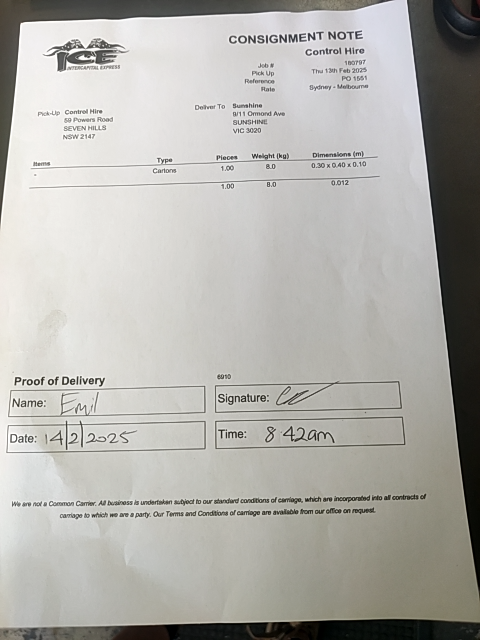 ICE
INTERCAPITAL EXPRESS
CONSIGNMENT NOTE
Control Hire
Job # 180797
Pick Up Thu 13th Feb 2025
Reference PO 1551
Rate Sydney - Melbourne
Pick-Up Control Hire
59 Powers Road
SEVEN HILLS
NSW 2147
Deliver To Sunshine
9/11 Ormond Ave
SUNSHINE
VIC 3020
Items Type Pieces Weight (kg) Dimensions (m)
- Cartons 1.00 8.0 0.30 x 0.40 x 0.10
1.00 8.0 0.012
Proof of Delivery
6910
Name: Emil
Signature:
Date: 14/2/2025
Time: 8 42am
We are not a Common Carrier. All business is undertaken subject to our standard conditions of carriage, which are incorporated into all contracts of
carriage to which we are a party. Our Terms and Conditions of carriage are available from our office on request.